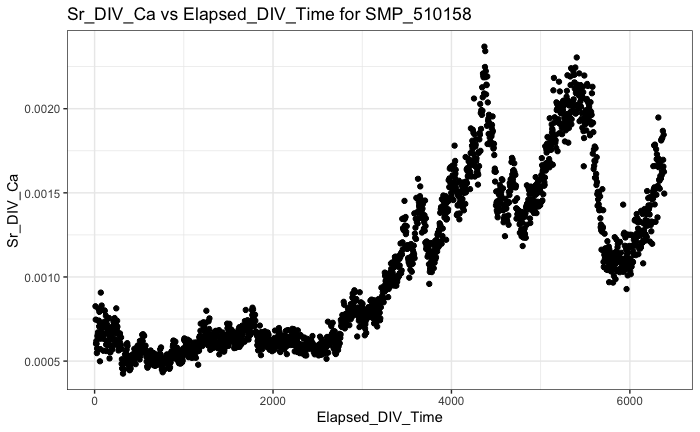 Sr_DIV_Ca vs Elapsed_DIV_Time for SMP_510158
0.0020
0.0015
0.0010
0.0005
Sr_DIV_Ca
0
2000
4000
6000
Elapsed_DIV_Time